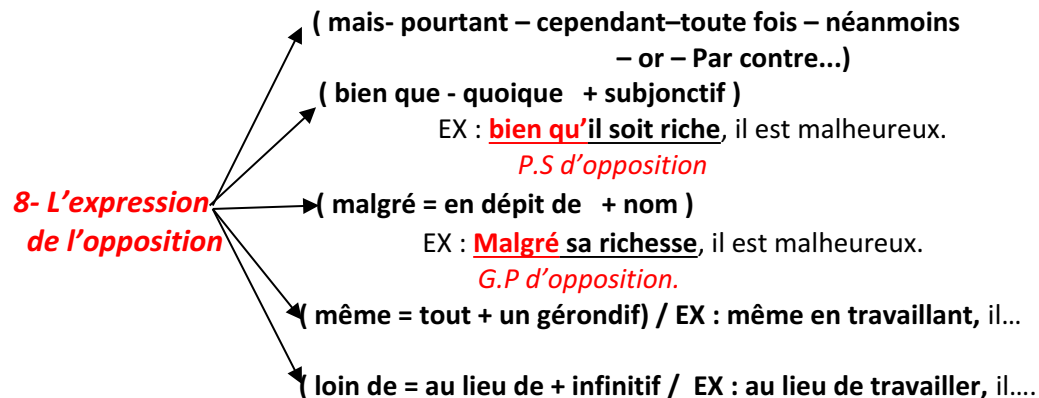 ( mais- pourtant – cependant–toute fois – néanmoins
– or – Par contre...)
( bien que - quoique + subjonctif )
EX : bien qu’il soit riche, il est malheureux.
P.S d’opposition
8- L’expression
de l’opposition
( malgré = en dépit de + nom )
EX : Malgré sa richesse, il est malheureux.
G.P d’opposition.
( même = tout + un gérondif) / EX : même en travaillant, il…
( loin de = au lieu de + infinitif / EX : au lieu de travailler, il….